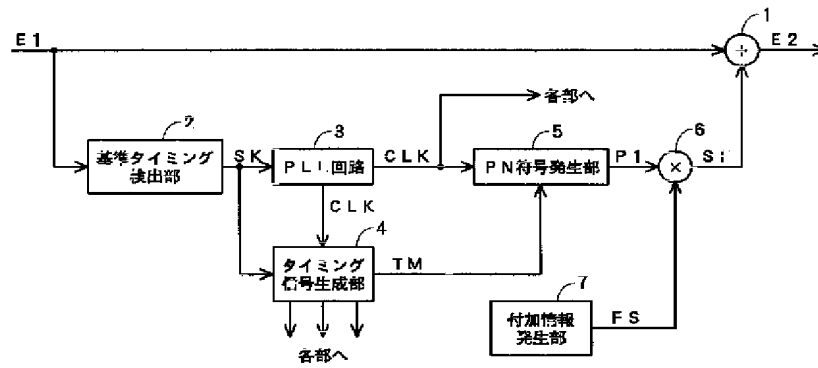 1
E1
E2
各部へ
2
3
5
6
基準タイミング
検出部
SK
PLL回路
CLK
PN符号発生部
P1
×
Si
CLK
4
タイミング
信号生成部
TM
7
付加情報
発生部
FS
各部へ